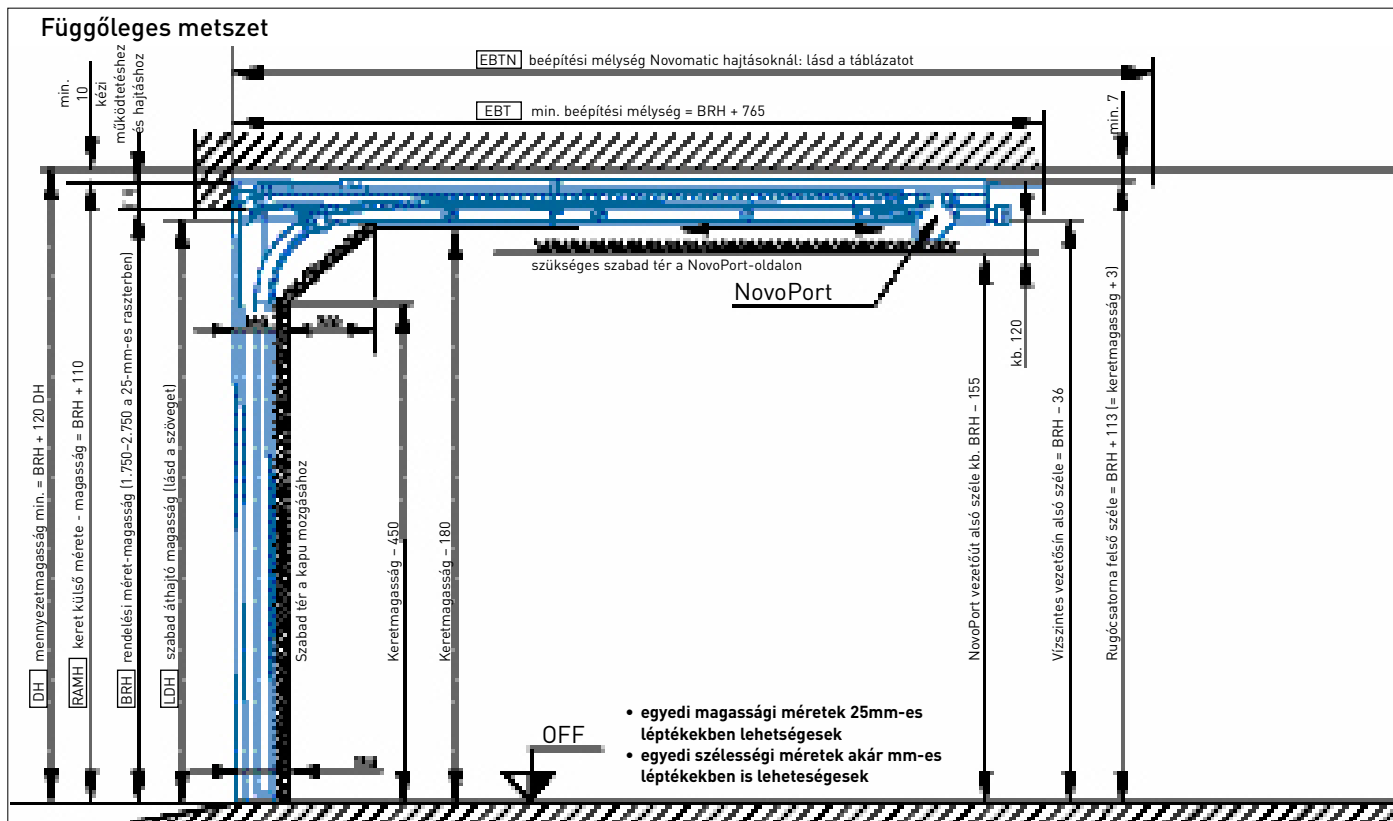 Függőleges metszet
min.
10
kézi
működtetéshez
és hajtáshoz
EBTN beépítési mélység Novomatic hajtásoknál: lásd a táblázatot
EBT min. beépítési mélység = BRH + 765
min. 7
szükséges szabad tér a NovoPort-oldalon
NovoPort
kb. 120
DH mennyezetmagasság min. = BRH + 120 DH
RAMH keret külső mérete - magasság = BRH + 110
BRH rendelési méret-magasság (1.750–2.750 a 25-mm-es raszterben)
LDH szabad áthajtó magasság (lásd a szöveget)
Szabad tér a kapu mozgásához
Keretmagasság – 450
Keretmagasság – 180
NovoPort vezetőút alsó széle kb. BRH – 155
Vízszintes vezetősín alsó széle = BRH – 36
Rugócsatorna felső széle = BRH + 113 (= keretmagasság + 3)
OFF
• egyedi magassági méretek 25mm-es
léptékekben lehetségesek
• egyedi szélességi méretek akár mm-es
léptékekben is leheteségesek